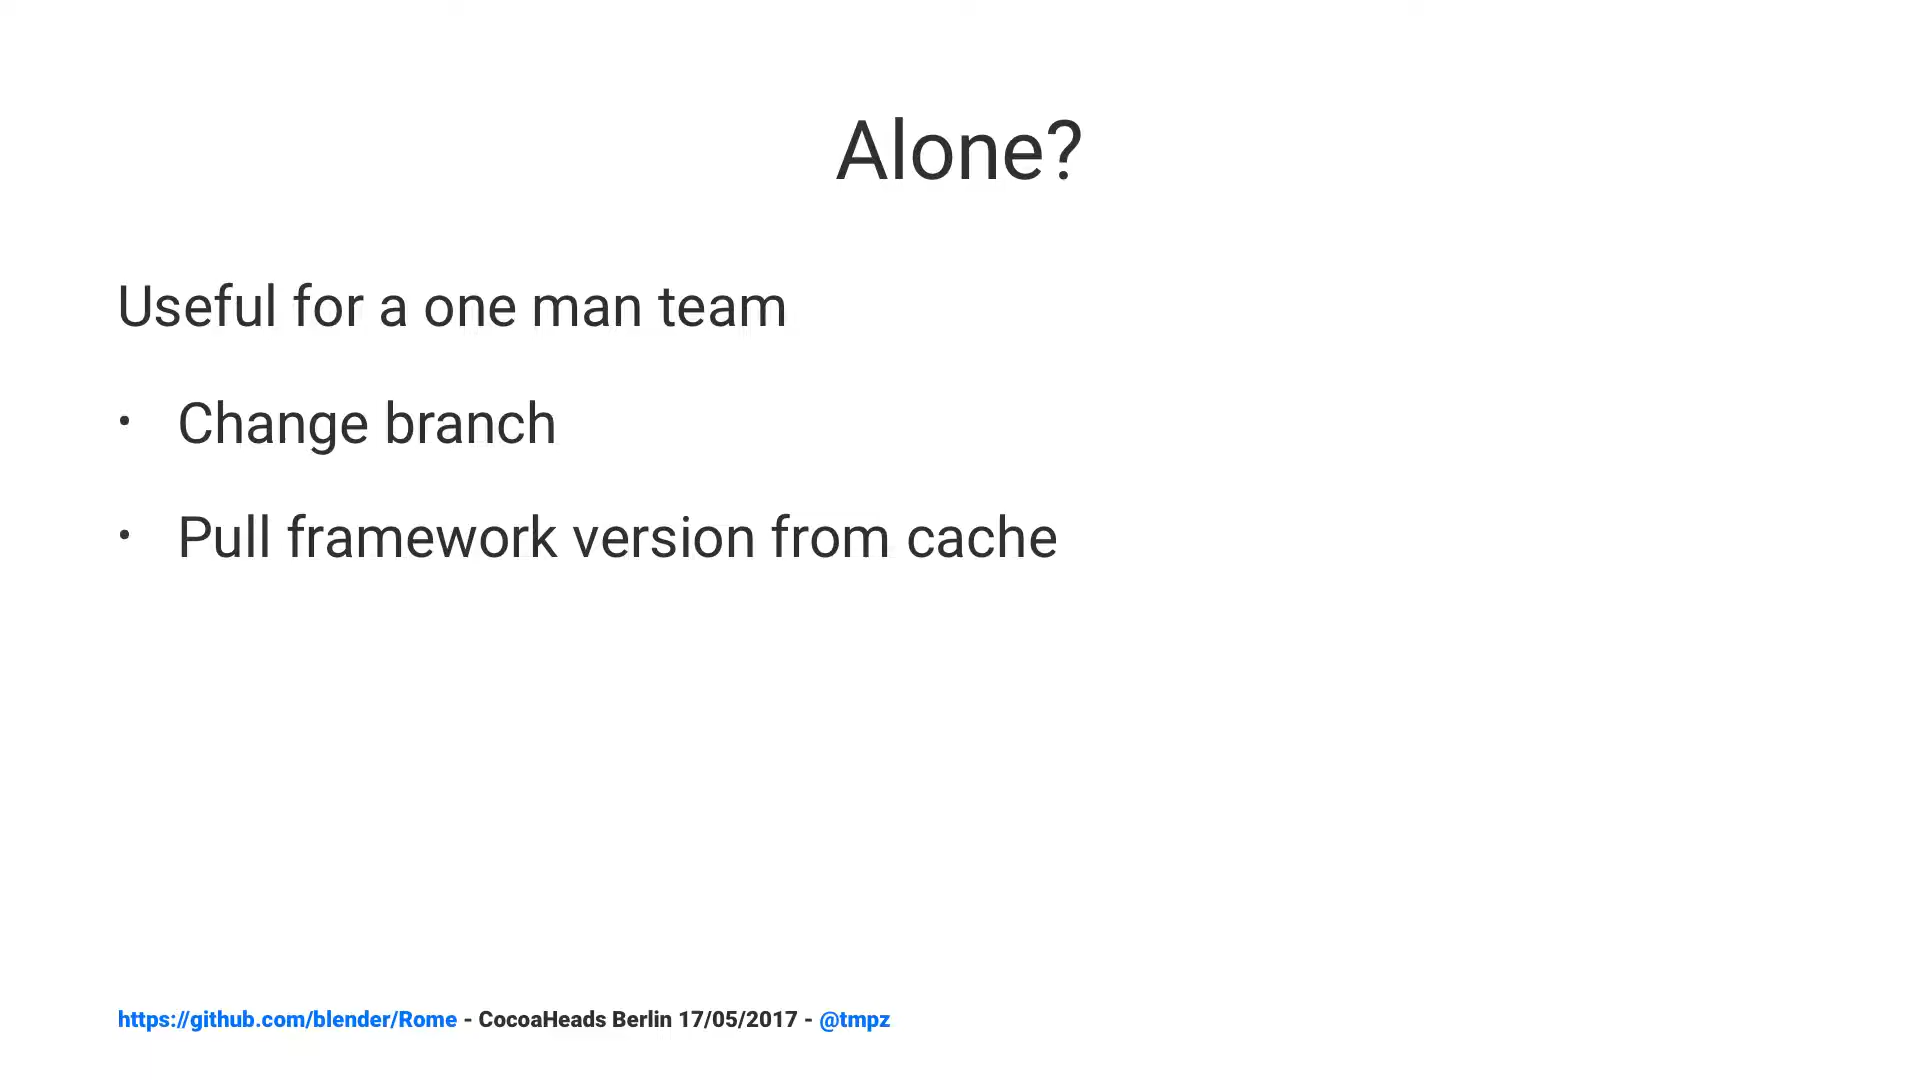 Alone?
Useful for a one man team
• Change branch
• Pull framework version from cache
https://github.com/blender/Rome - CocoaHeads Berlin 17/05/2017 - @tmpz